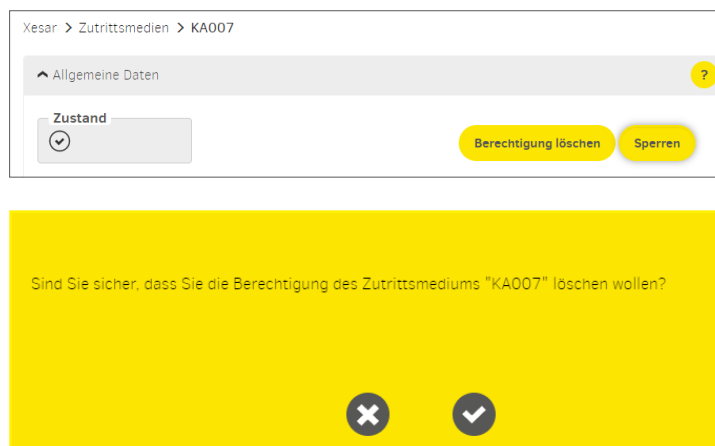 Xesar > Zutrittsmedien > KA007
Allgemeine Daten
?
Zustand
Berechtigung löschen
Sperren
Sind Sie sicher, dass Sie die Berechtigung des Zutrittsmediums "KA007" löschen wollen?